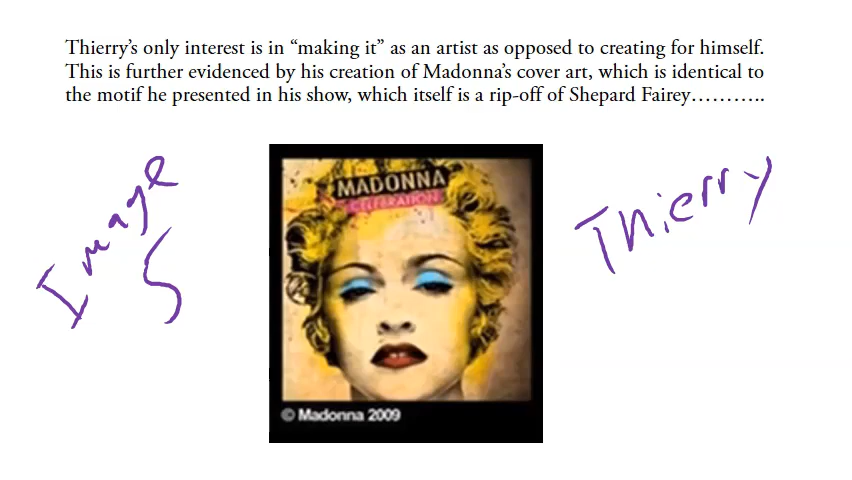 Thierry’s only interest is in “making it” as an artist as opposed to creating for himself.
This is further evidenced by his creation of Madonna’s cover art, which is identical to
the motif he presented in his show, which itself is a rip-off of Shepard Fairey………..
Image
5
MADONNA
CELEBRATION
© Madonna 2009
Thierry